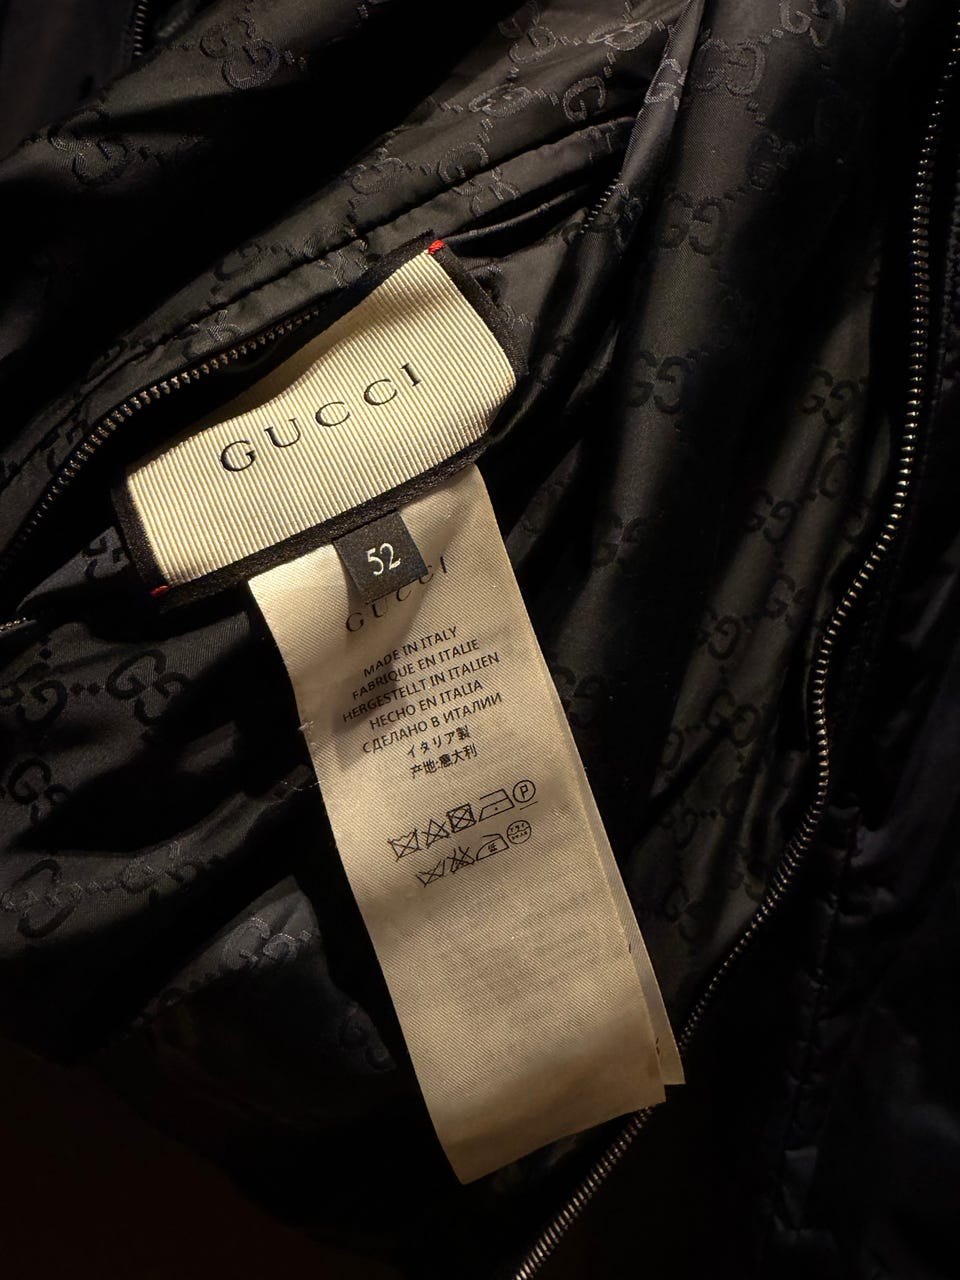 GUCCI
52
GUCCI
MADE IN ITALY
FABRIQUE EN ITALIE
HERGESTELLT IN ITALIEN
HECHO EN ITALIA
СДЕЛАНО В ИТАЛИИ
イタリア製
产地:意大利
P